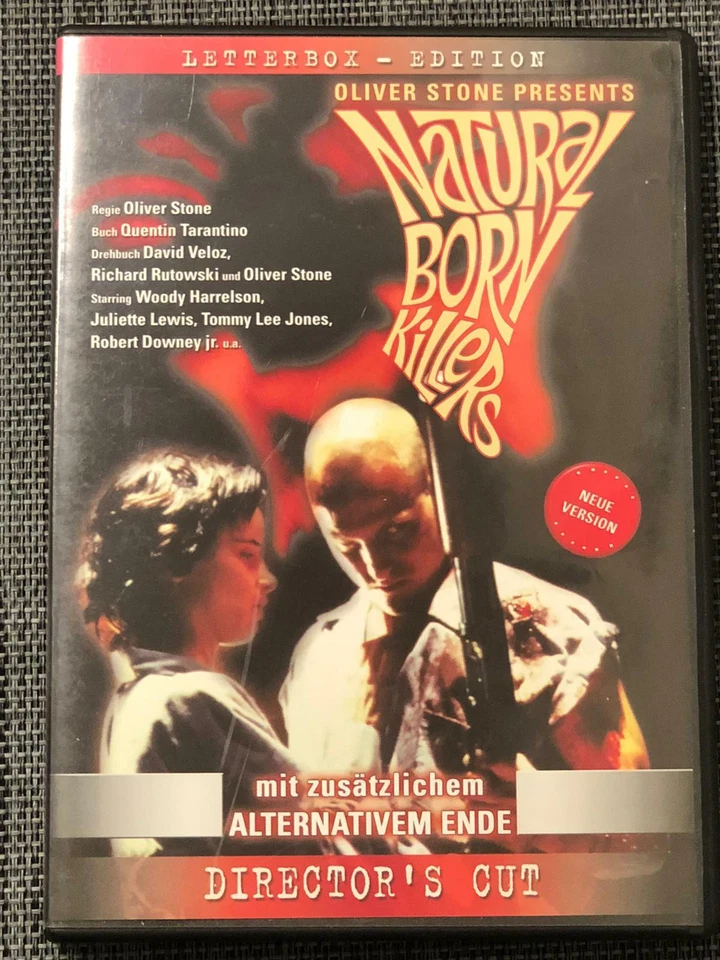 LETTERBOX – EDITION
OLIVER STONE PRESENTS
NATURAL
BORN
KILLERS
Regie Oliver Stone
Buch Quentin Tarantino
Drehbuch David Veloz,
Richard Rutowski und Oliver Stone
Starring Woody Harrelson,
Juliette Lewis, Tommy Lee Jones,
Robert Downey jr. u.a.
NEUE
VERSION
mit zusätzlichem
ALTERNATIVEM ENDE
DIRECTOR'S CUT